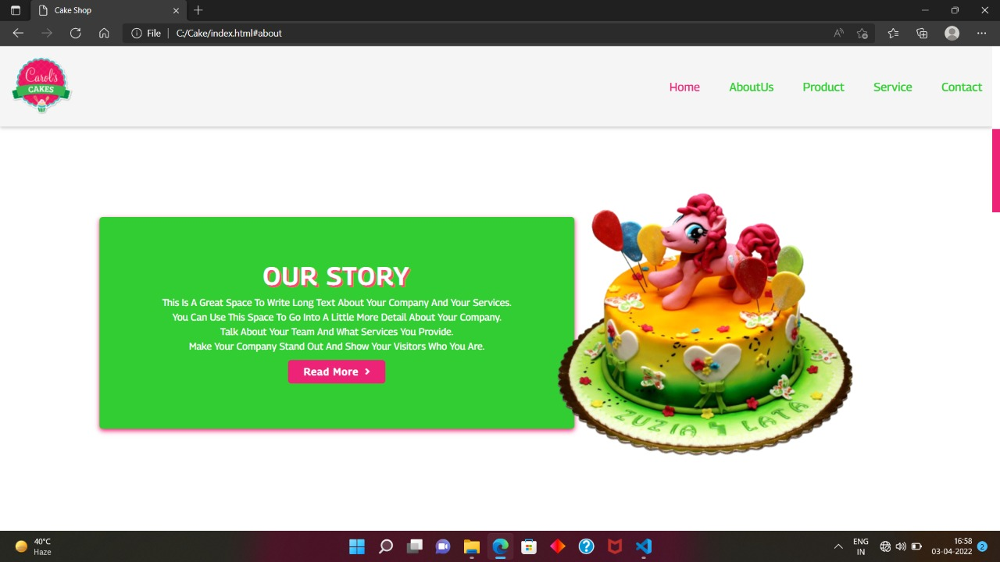 Cake Shop
File
C:/Cake/index.html#about
Carol's
CAKES
Home
AboutUs
Product
Service
Contact
OUR STORY
This Is A Great Space To Write Long Text About Your Company And Your Services.
You Can Use This Space To Go Into A Little More Detail About Your Company.
Talk About Your Team And What Services You Provide.
Make Your Company Stand Out And Show Your Visitors Who You Are.
Read More
ZUZIA 4 LATA
40°C
Haze
ENG
IN
16:58
03-04-2022
2